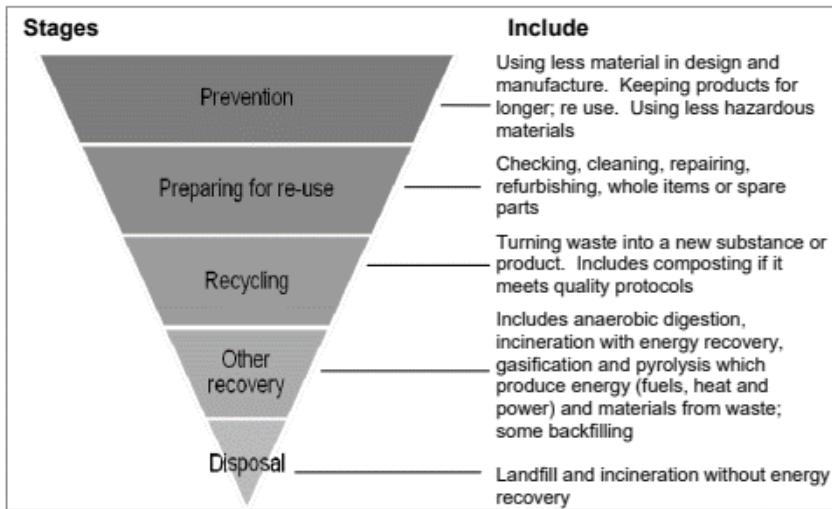 Stages
Include
Prevention
Using less material in design and
manufacture. Keeping products for
longer; re use. Using less hazardous
materials
Preparing for re-use
Checking, cleaning, repairing,
refurbishing, whole items or spare
parts
Recycling
Turning waste into a new substance or
product. Includes composting if it
meets quality protocols
Other
recovery
Includes anaerobic digestion,
incineration with energy recovery,
gasification and pyrolysis which
produce energy (fuels, heat and
power) and materials from waste;
some backfilling
Disposal
Landfill and incineration without energy
recovery